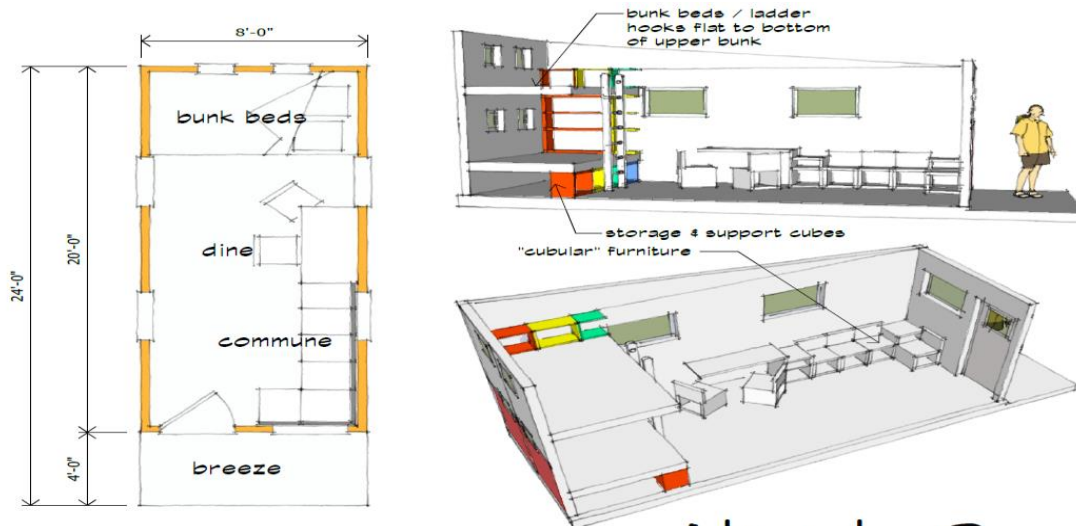 8'-0"
bunk beds / ladder
hooks flat to bottom
of upper bunk
bunk beds
24'-0"
20'-0"
dine
storage & support cubes
"cubular" furniture
commune
4'-0"
breeze